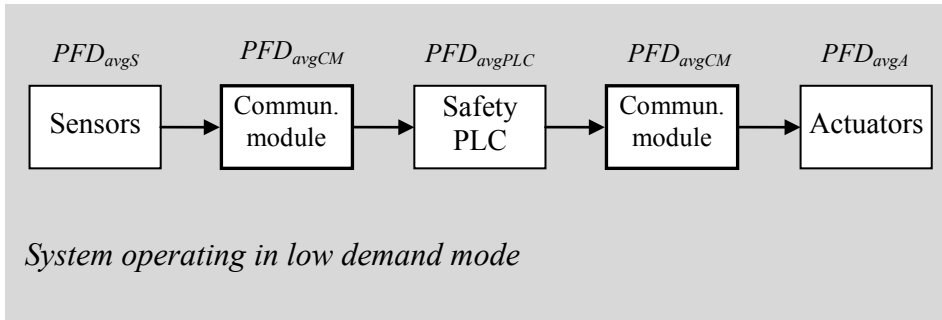 PFDavgS PFDavgCM PFDavgPLC PFDavgCM PFDavgA
Sensors
Commun.
module
Safety
PLC
Commun.
module
Actuators
System operating in low demand mode